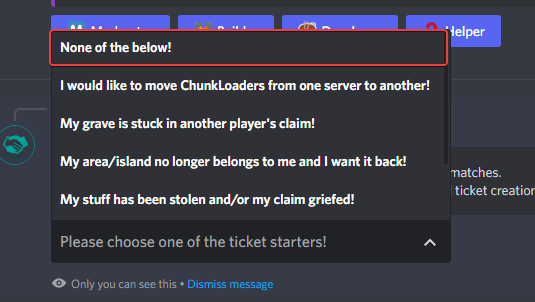 Helper
None of the below!
I would like to move ChunkLoaders from one server to another!
My grave is stuck in another player's claim!
My area/island no longer belongs to me and I want it back!
matches.
My stuff has been stolen and/or my claim griefed!
ticket creation
Please choose one of the ticket starters!
Only you can see this • Dismiss message